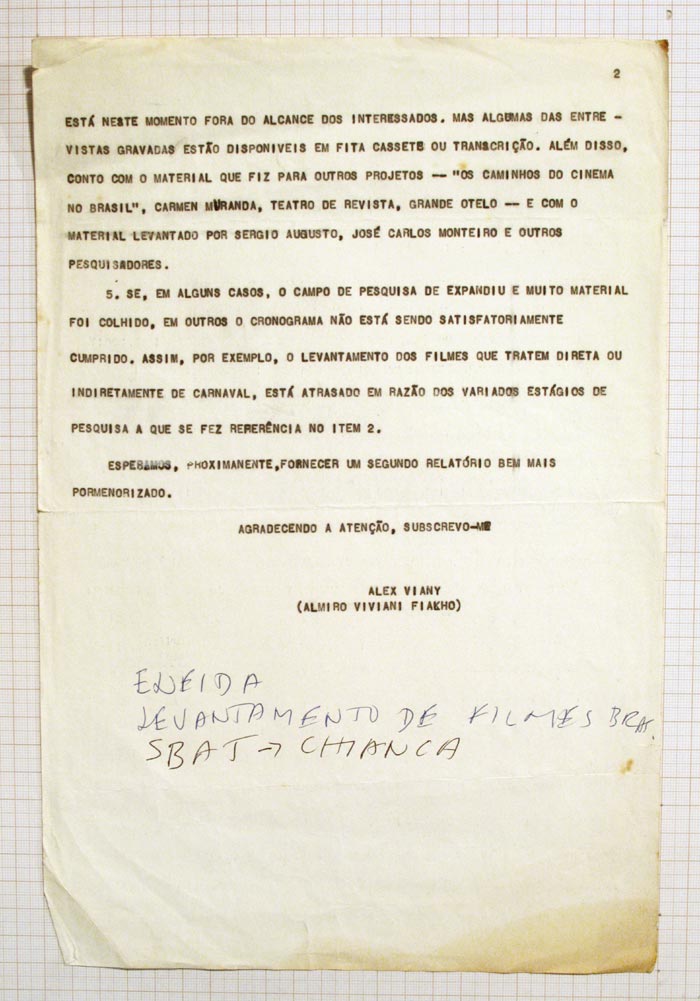 2
ESTÁ NESTE MOMENTO FORA DO ALCANCE DOS INTERESSADOS. MAS ALGUMAS DAS ENTRE -
VISTAS GRAVADAS ESTÃO DISPONIVEIS EM FITA CASSETE OU TRANSCRIÇÃO. ALÉM DISSO,
CONTO COM O MATERIAL QUE FIZ PARA OUTROS PROJETOS -- "OS CAMINHOS DO CINEMA
NO BRASIL", CARMEN MURANDA, TEATRO DE REVISTA, GRANDE OTELO -- E COM O
MATERIAL LEVANTADO POR SERGIO AUGUSTO, JOSÉ CARLOS MONTEIRO E OUTROS
PESQUISADORES.
5. SE, EM ALGUNS CASOS, O CAMPO DE PESQUISA DE EXPANDIU E MUITO MATERIAL
FOI COLHIDO, EM OUTROS O CRONOGRAMA NÃO ESTÁ SENDO SATISFATORIAMENTE
CUMPRIDO. ASSIM, POR EXEMPLO, O LEVANTAMENTO DOS FILMES QUE TRATEM DIRETA OU
INDIRETAMENTE DE CARNAVAL, ESTÁ ATRASADO EM RAZÃO DOS VARIADOS ESTÁGIOS DE
PESQUISA A QUE SE FEZ REFERÊNCIA NO ITEM 2.
ESPERAMOS, PROXIMANENTE,FORNECER UM SEGUNDO RELATÓRIO BEM MAIS
PORMENORIZADO.
AGRADECENDO A ATENÇÃO, SUBSCREVO-ME
ALEX VIANY
(ALMIRO VIVIANI FIALHO)
ENEIDA
LEVANTAMENTO DE FILMES BRAS.
SBAT → CHIANCA